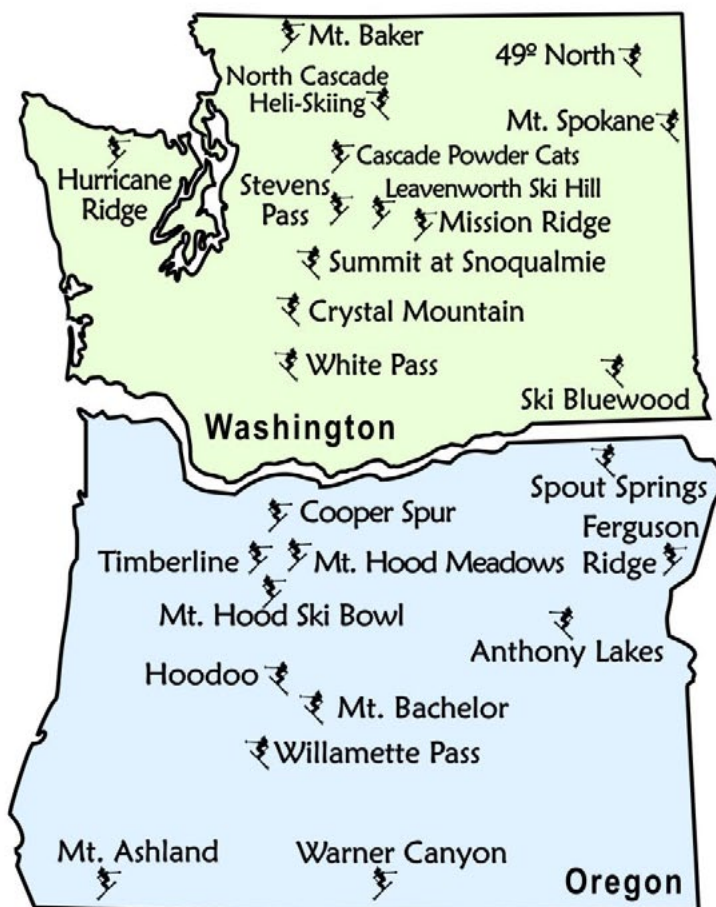 Mt. Baker
49º North
North Cascade
Heli-Skiing
Mt. Spokane
Cascade Powder Cats
Hurricane
Ridge
Stevens
Pass
Leavenworth Ski Hill
Mission Ridge
Summit at Snoqualmie
Crystal Mountain
White Pass
Ski Bluewood
Washington
Spout Springs
Cooper Spur
Ferguson
Ridge
Timberline
Mt. Hood Meadows
Mt. Hood Ski Bowl
Anthony Lakes
Hoodoo
Mt. Bachelor
Willamette Pass
Mt. Ashland
Warner Canyon
Oregon